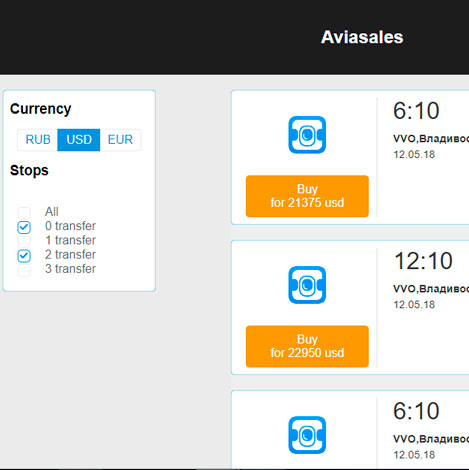 Aviasales
Currency
RUB USD EUR
Stops
All
0 transfer
1 transfer
2 transfer
3 transfer
6:10
VVO,Владивос
12.05.18
Buy
for 21375 usd
12:10
VVO,Владивос
12.05.18
Buy
for 22950 usd
6:10
VVO,Владивос
12.05.18